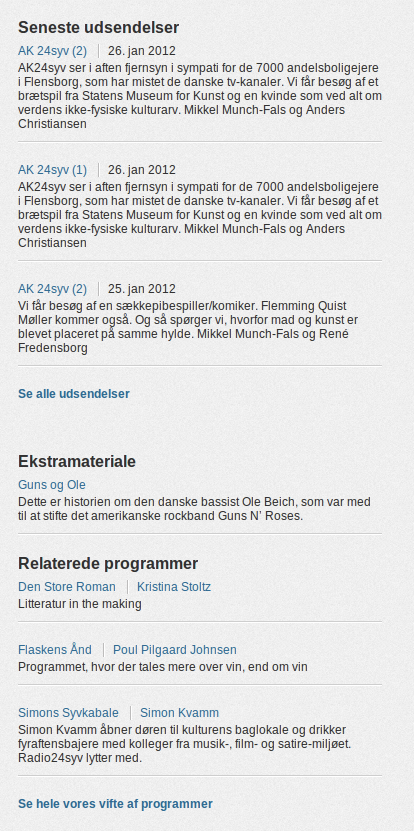 Seneste udsendelser
AK 24syv (2) 26. jan 2012
AK24syv ser i aften fjernsyn i sympati for de 7000 andelsboligejere
i Flensborg, som har mistet de danske tv-kanaler. Vi får besøg af et
brætspil fra Statens Museum for Kunst og en kvinde som ved alt om
verdens ikke-fysiske kulturarv. Mikkel Munch-Fals og Anders
Christiansen
AK 24syv (1) 26. jan 2012
AK24syv ser i aften fjernsyn i sympati for de 7000 andelsboligejere
i Flensborg, som har mistet de danske tv-kanaler. Vi får besøg af et
brætspil fra Statens Museum for Kunst og en kvinde som ved alt om
verdens ikke-fysiske kulturarv. Mikkel Munch-Fals og Anders
Christiansen
AK 24syv (2) 25. jan 2012
Vi får besøg af en sækkepibespiller/komiker. Flemming Quist
Møller kommer også. Og så spørger vi, hvorfor mad og kunst er
blevet placeret på samme hylde. Mikkel Munch-Fals og René
Fredensborg
Se alle udsendelser
Ekstramateriale
Guns og Ole
Dette er historien om den danske bassist Ole Beich, som var med
til at stifte det amerikanske rockband Guns N’ Roses.
Relaterede programmer
Den Store Roman Kristina Stoltz
Litteratur in the making
Flaskens Ånd Poul Pilgaard Johnsen
Programmet, hvor der tales mere over vin, end om vin
Simons Syvkabale Simon Kvamm
Simon Kvamm åbner døren til kulturens baglokale og drikker
fyraftensbajere med kolleger fra musik-, film- og satire-miljøet.
Radio24syv lytter med.
Se hele vores vifte af programmer